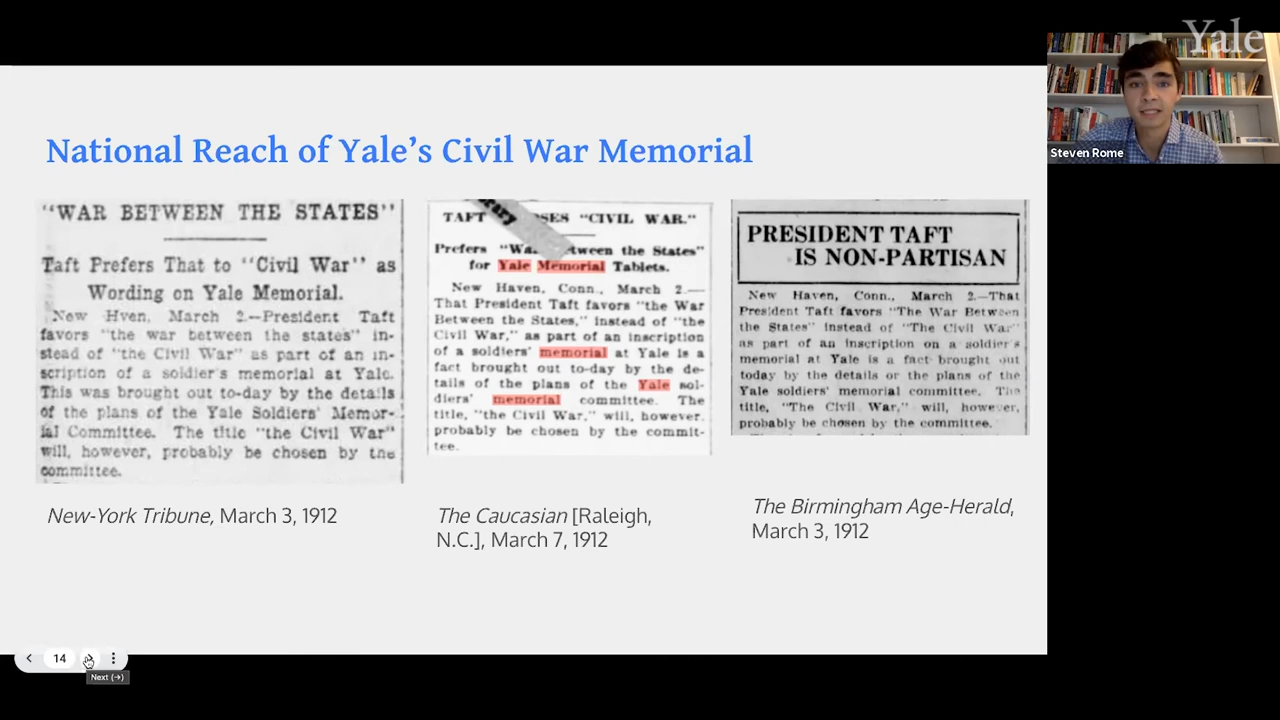 Yale
Steven Rome
National Reach of Yale's Civil War Memorial
"WAR BETWEEN THE STATES"
Taft Prefers That to "Civil War" as
Wording on Yale Memorial.
New Hven, March 2.—President Taft
favors "the war between the states" in-
stead of "the Civil War" as part of an in-
scription of a soldier's memorial at Yale.
This was brought out to-day by the details
of the plans of the Yale Soldiers' Memor-
ial Committee. The title "the Civil War"
will, however, probably be chosen by the
committee.
New-York Tribune, March 3, 1912
TAFT "CIVIL WAR."
Prefers between the States"
for Yale Memorial Tablets.
New Haven, Conn., March 2.—
That President Taft favors "the War
Between the States," instead of "the
Civil War," as part of an inscription
of a soldiers' memorial at Yale is a
fact brought out to-day by the de-
tails of the plans of the Yale sol-
diers' memorial committee. The
title, "the Civil War," will, however.
probably be chosen by the commit-
tee.
The Caucasian [Raleigh,
N.C.], March 7, 1912
PRESIDENT TAFT
IS NON-PARTISAN
New Haven, Conn., March 2.—That
President Taft favors "The War Between
the States" instead of "The Civil War"
as part of an inscription on a soldier's
memorial at Yale is a fact brought out
today by the details or the plans of the
Yale soldiers' memorial committee. The
title, "The Civil War," will, however,
probably be chosen by the committee.
The Birmingham Age-Herald,
March 3, 1912
14
Next (→)